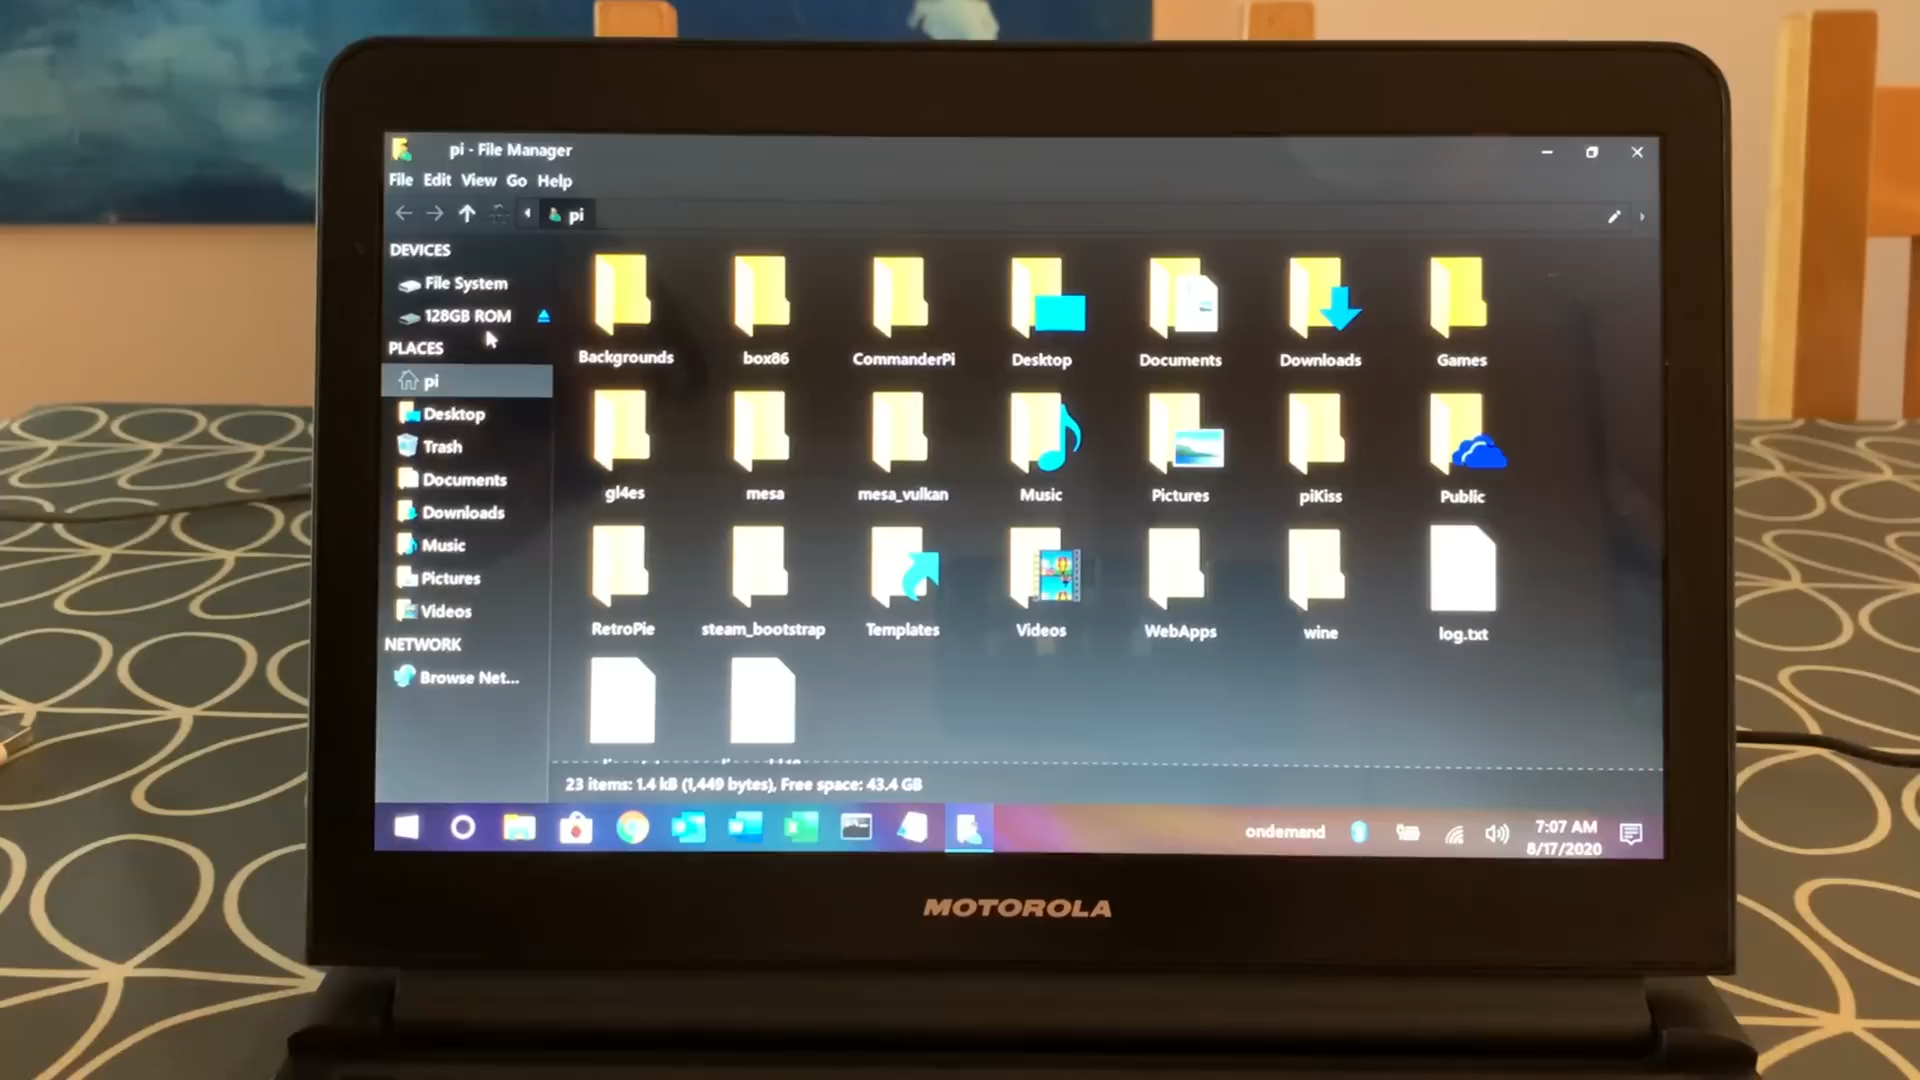 pi - File Manager
File Edit View Go Help
pi
DEVICES
File System
128GB ROM
PLACES
pi
Desktop
Trash
Documents
Downloads
Music
Pictures
Videos
NETWORK
Browse Net...
Backgrounds box86 CommanderPi Desktop Documents Downloads Games
gl4es mesa mesa_vulkan Music Pictures piKiss Public
RetroPie steam_bootstrap Templates Videos WebApps wine log.txt
23 items: 1.4 kB (1,449 bytes), Free space: 43.4 GB
ondemand
7:07 AM
8/17/2020
MOTOROLA